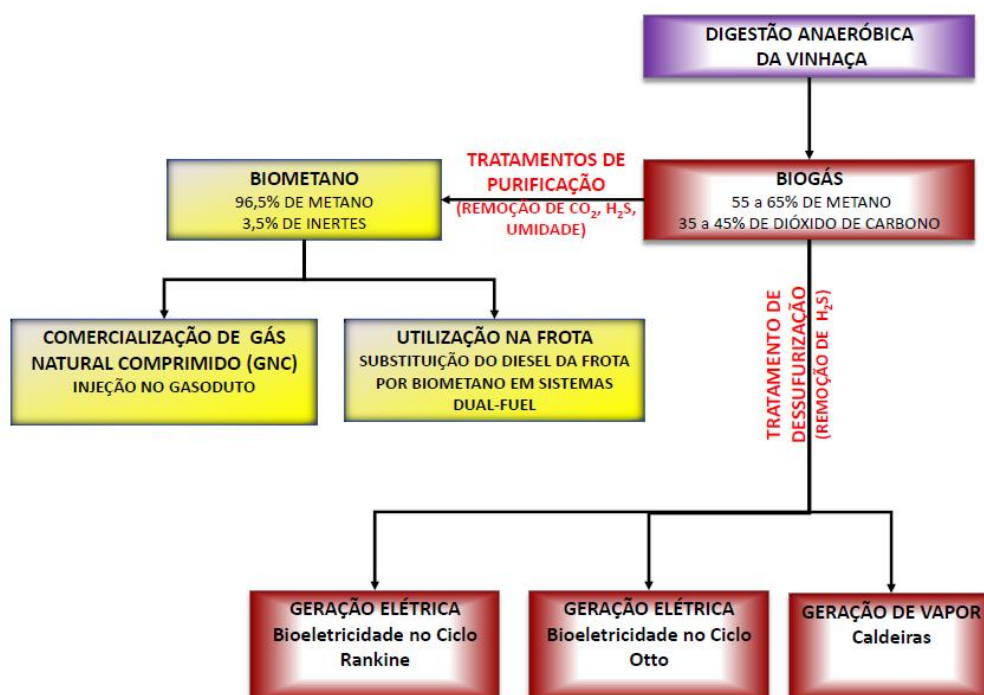 DIGESTÃO ANAERÓBICA
DA VINHAÇA
TRATAMENTOS DE
PURIFICAÇÃO
(REMOÇÃO DE CO₂, H₂S,
UMIDADE)
BIOMETANO
96,5% DE METANO
3,5% DE INERTES
BIOGÁS
55 a 65% DE METANO
35 a 45% DE DIÓXIDO DE CARBONO
COMERCIALIZAÇÃO DE GÁS
NATURAL COMPRIMIDO (GNC)
INJEÇÃO NO GASODUTO
UTILIZAÇÃO NA FROTA
SUBSTITUIÇÃO DO DIESEL DA FROTA
POR BIOMETANO EM SISTEMAS
DUAL-FUEL
TRATAMENTO DE
DESSUFURIZAÇÃO
(REMOÇÃO DE H₂S)
GERAÇÃO ELÉTRICA
Bioeletricidade no Ciclo
Rankine
GERAÇÃO ELÉTRICA
Bioeletricidade no Ciclo
Otto
GERAÇÃO DE VAPOR
Caldeiras